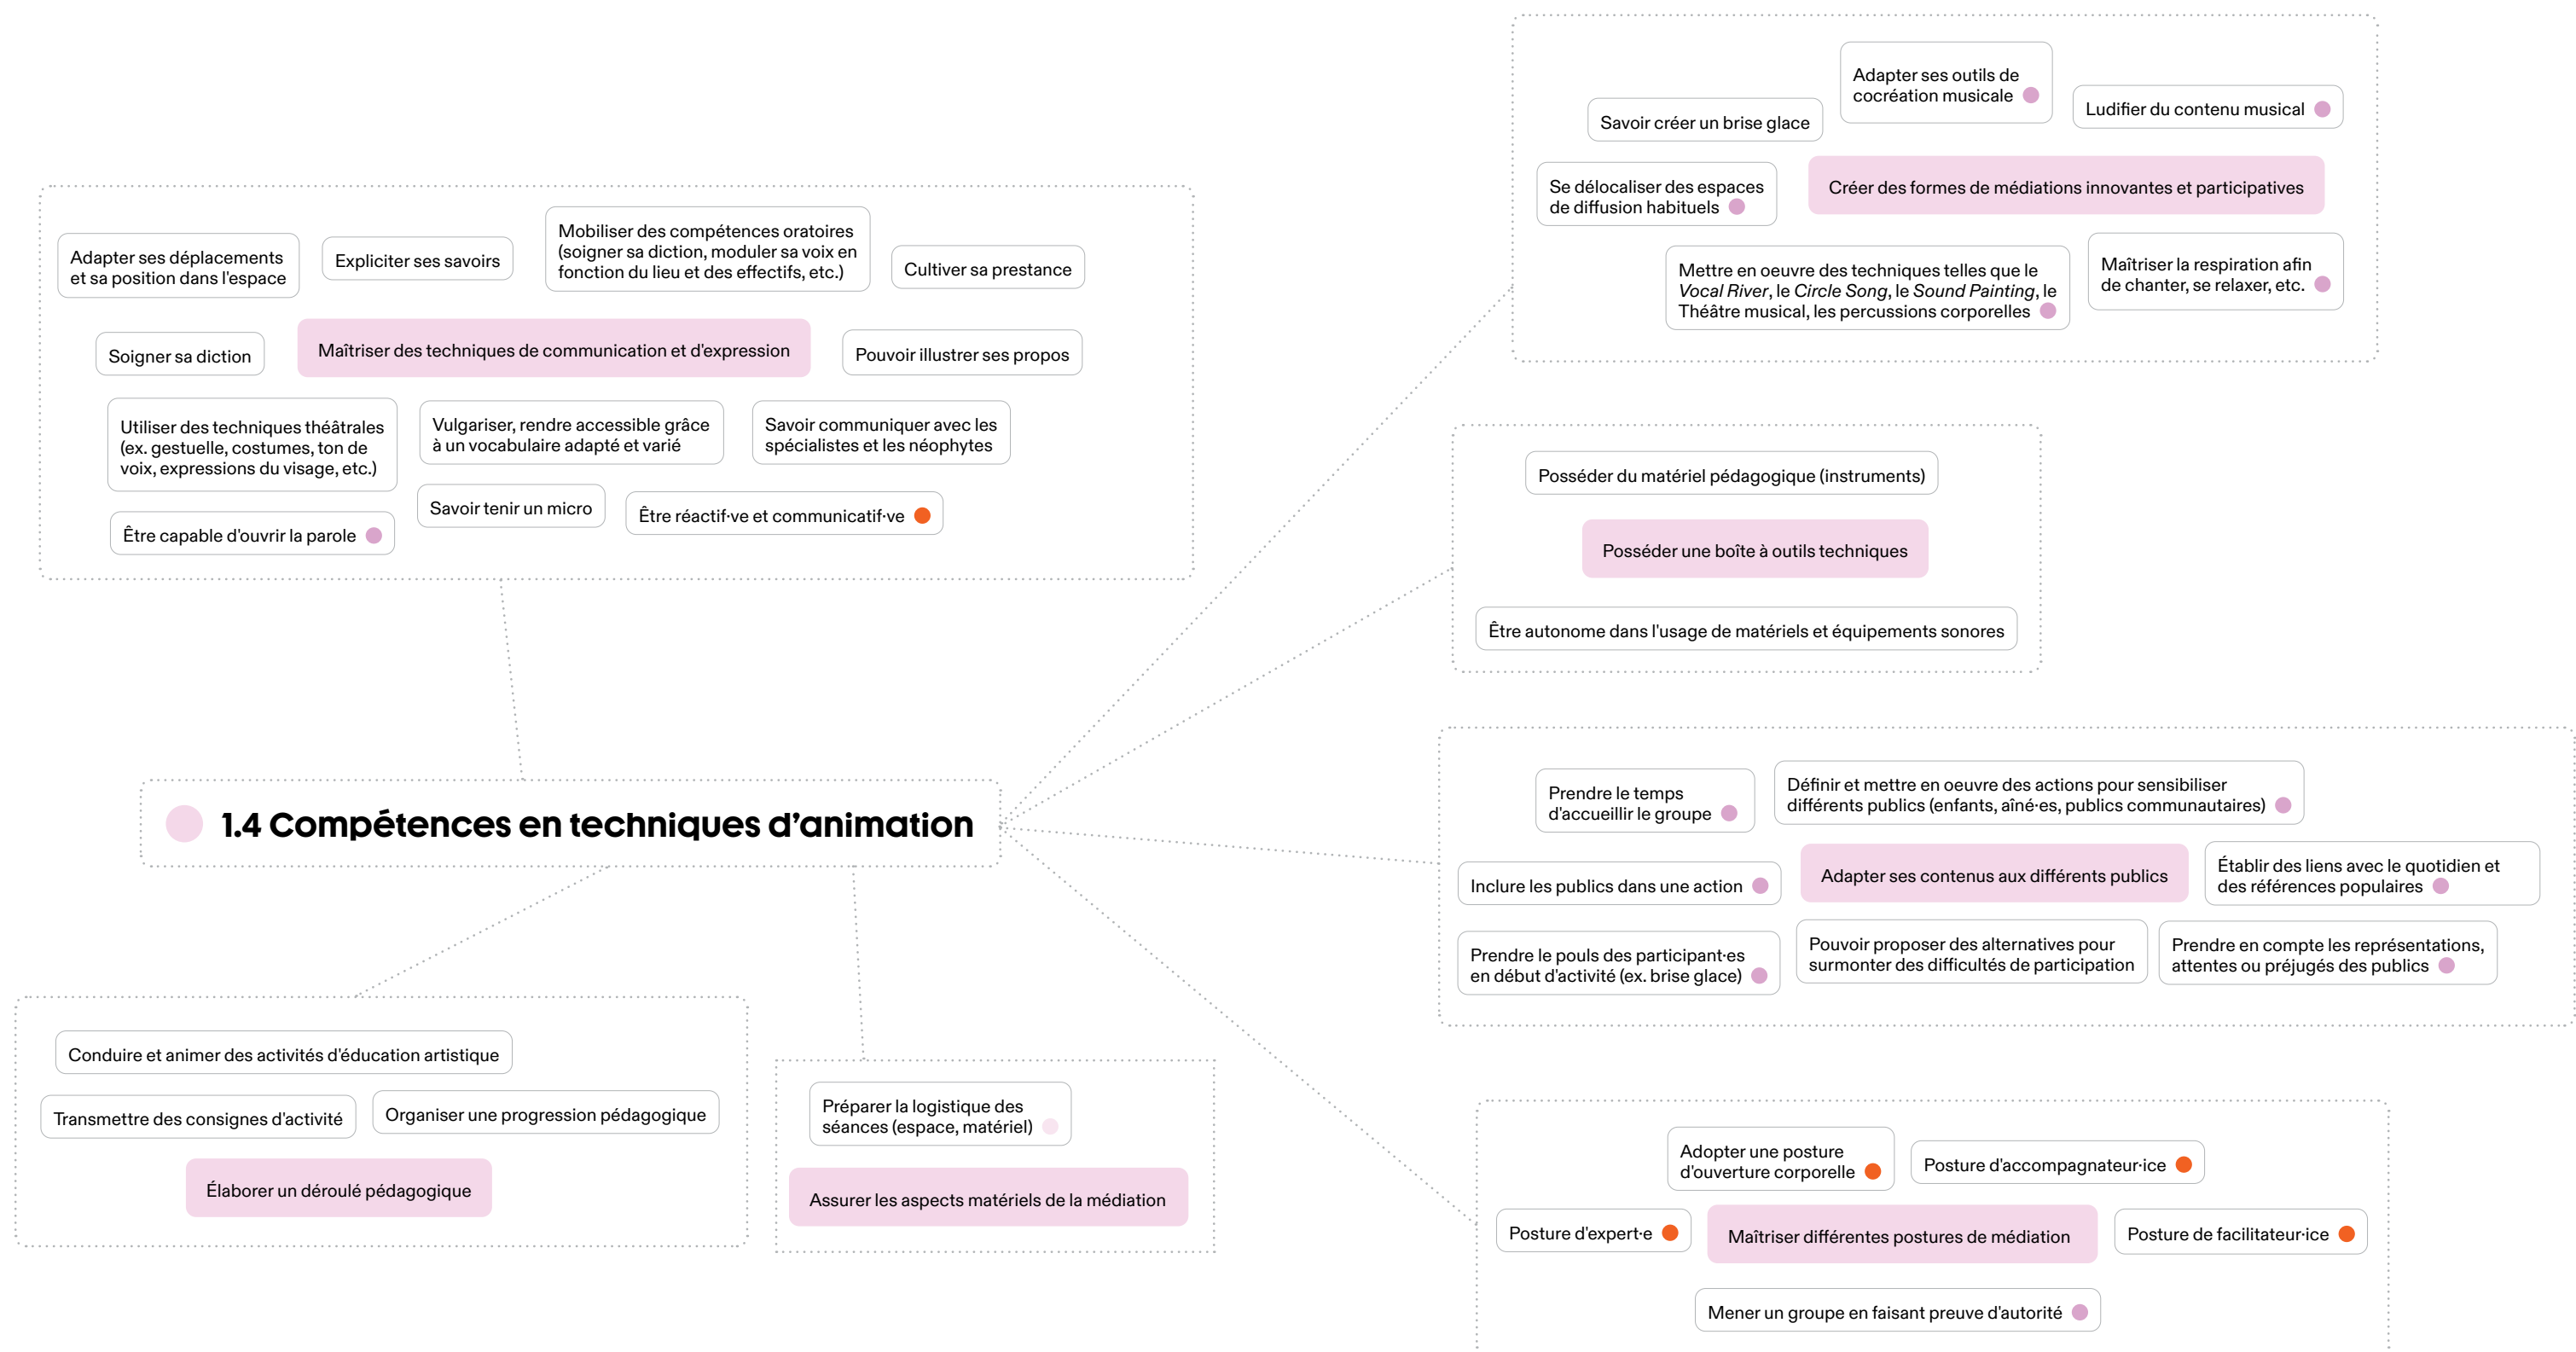 Adapter ses outils de
cocréation musicale
Ludifier du contenu musical
Savoir créer un brise glace
Se délocaliser des espaces
de diffusion habituels
Créer des formes de médiations innovantes et participatives
Mettre en oeuvre des techniques telles que le
Vocal River, le Circle Song, le Sound Painting, le
Théâtre musical, les percussions corporelles
Maîtriser la respiration afin
de chanter, se relaxer, etc.
Adapter ses déplacements
et sa position dans l'espace
Expliciter ses savoirs
Mobiliser des compétences oratoires
(soigner sa diction, moduler sa voix en
fonction du lieu et des effectifs, etc.)
Cultiver sa prestance
Soigner sa diction
Maîtriser des techniques de communication et d'expression
Pouvoir illustrer ses propos
Utiliser des techniques théâtrales
(ex. gestuelle, costumes, ton de
voix, expressions du visage, etc.)
Vulgariser, rendre accessible grâce
à un vocabulaire adapté et varié
Savoir communiquer avec les
spécialistes et les néophytes
Être capable d'ouvrir la parole
Savoir tenir un micro
Être réactif·ve et communicatif·ve
Posséder du matériel pédagogique (instruments)
Posséder une boîte à outils techniques
Être autonome dans l'usage de matériels et équipements sonores
1.4 Compétences en techniques d’animation
Prendre le temps
d'accueillir le groupe
Définir et mettre en oeuvre des actions pour sensibiliser
différents publics (enfants, aîné·es, publics communautaires)
Inclure les publics dans une action
Adapter ses contenus aux différents publics
Établir des liens avec le quotidien et
des références populaires
Prendre le pouls des participant·es
en début d'activité (ex. brise glace)
Pouvoir proposer des alternatives pour
surmonter des difficultés de participation
Prendre en compte les représentations,
attentes ou préjugés des publics
Conduire et animer des activités d'éducation artistique
Transmettre des consignes d'activité
Organiser une progression pédagogique
Élaborer un déroulé pédagogique
Préparer la logistique des
séances (espace, matériel)
Assurer les aspects matériels de la médiation
Adopter une posture
d'ouverture corporelle
Posture d'accompagnateur·ice
Posture d'expert·e
Maîtriser différentes postures de médiation
Posture de facilitateur·ice
Mener un groupe en faisant preuve d'autorité